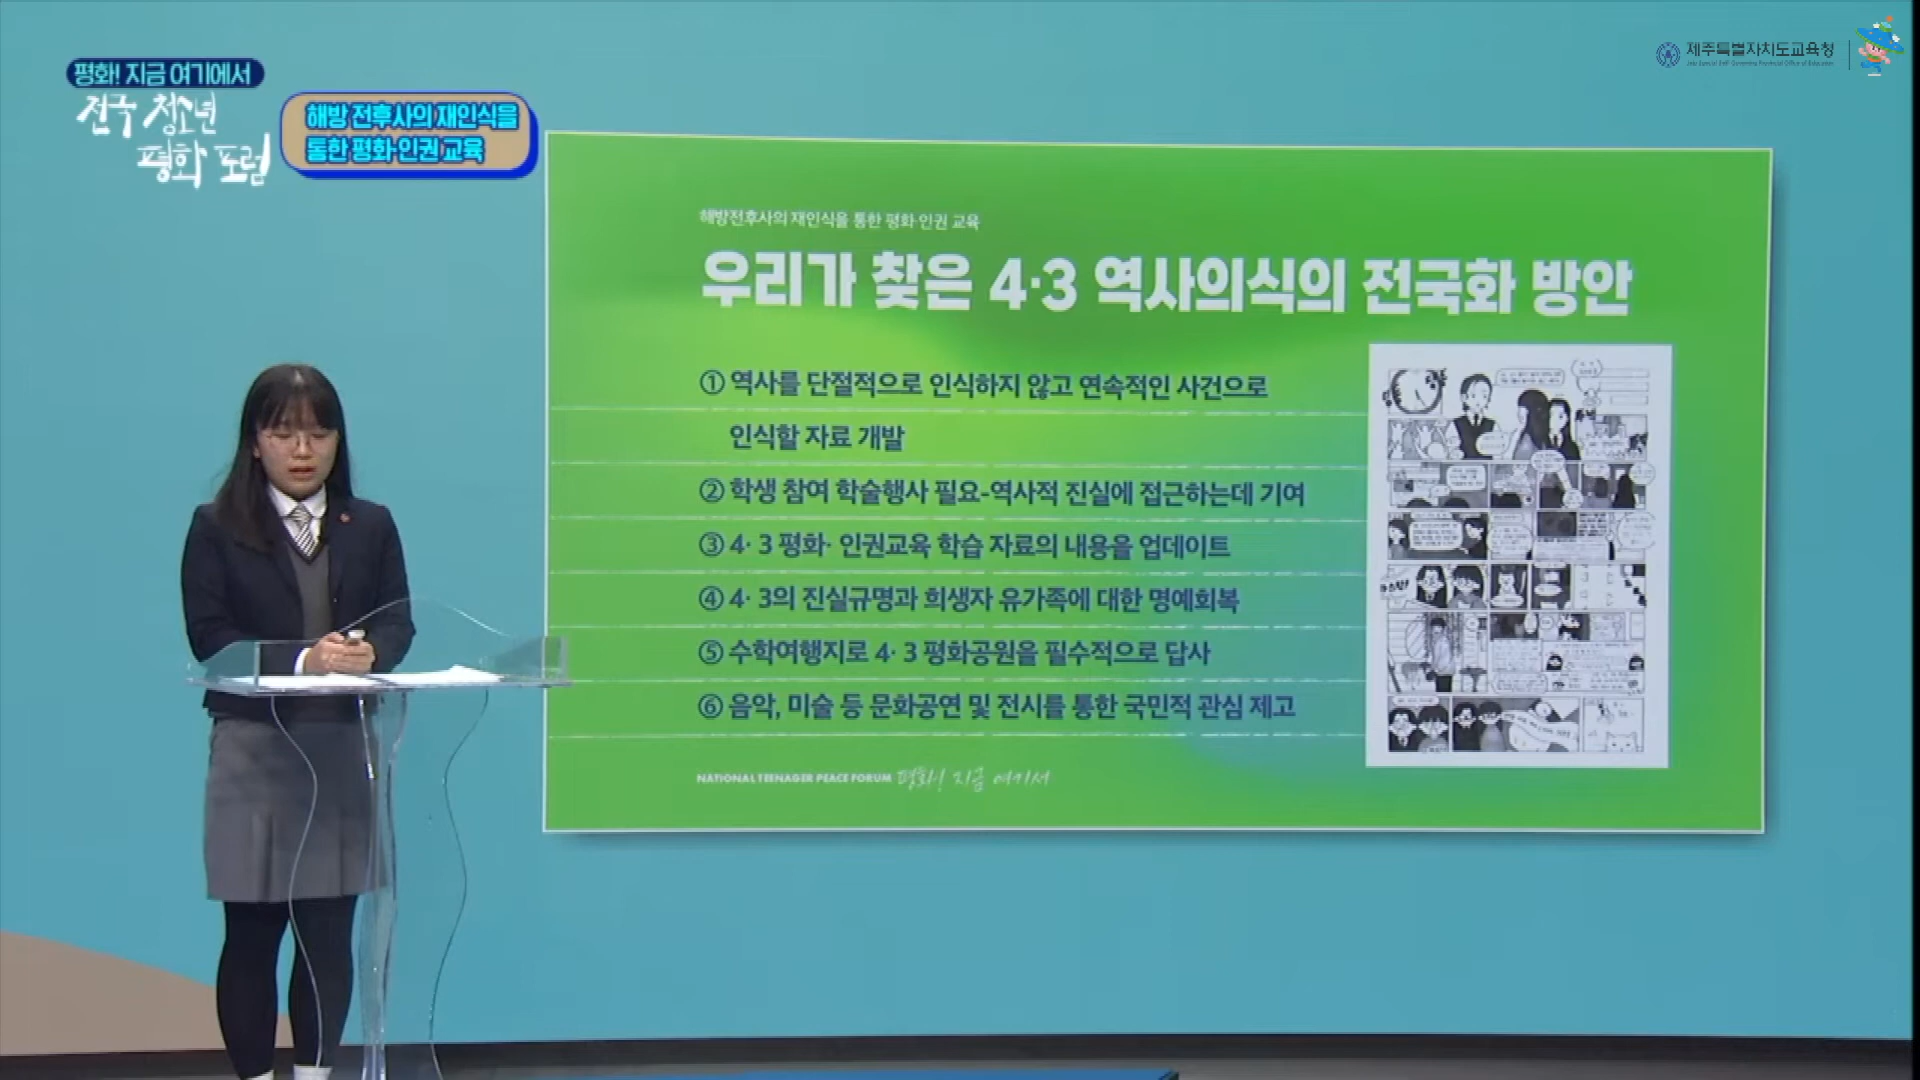 평화! 지금 여기에서
전국 청소년
평화 포럼
해방 전후사의 재인식을
통한 평화·인권 교육
제주특별자치도교육청
해방전후사의 재인식을 통한 평화·인권 교육
우리가 찾은 4·3 역사의식의 전국화 방안
① 역사를 단절적으로 인식하지 않고 연속적인 사건으로
인식할 자료 개발
② 학생 참여 학술행사 필요-역사적 진실에 접근하는데 기여
③ 4· 3 평화· 인권교육 학습 자료의 내용을 업데이트
④ 4· 3의 진실규명과 희생자 유가족에 대한 명예회복
⑤ 수학여행지로 4· 3 평화공원을 필수적으로 답사
⑥ 음악, 미술 등 문화공연 및 전시를 통한 국민적 관심 제고
NATIONAL TEENAGER PEACE FORUM 평화! 지금 여기서